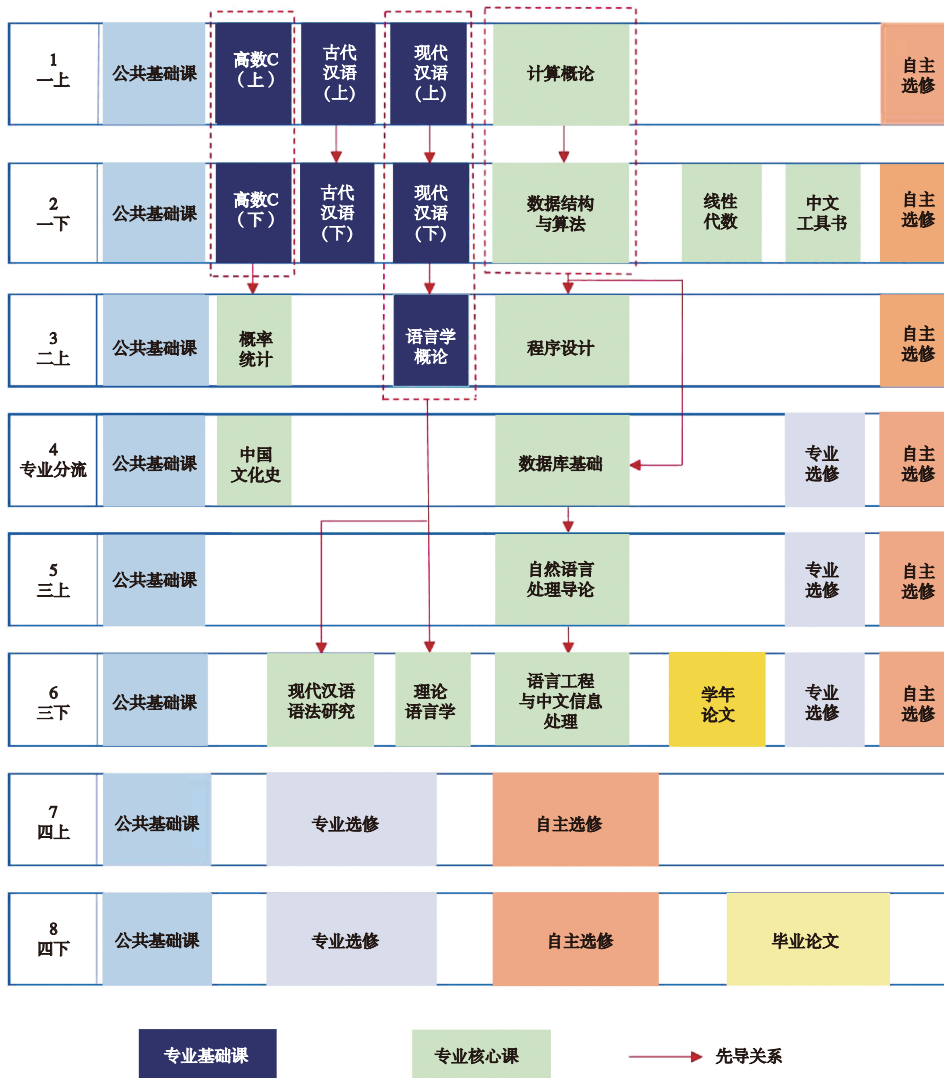 1
一上
公共基础课
高数C
（上）
古代
汉语
（上）
现代
汉语
（上）
计算概论
自主
选修
2
一下
公共基础课
高数C
（下）
古代
汉语
（下）
现代
汉语
（下）
数据结构
与算法
线性
代数
中文
工具书
自主
选修
3
二上
公共基础课
概率
统计
语言学
概论
程序设计
自主
选修
4
专业分流
公共基础课
中国
文化史
数据库基础
专业
选修
自主
选修
5
三上
公共基础课
自然语言
处理导论
专业
选修
自主
选修
6
三下
公共基础课
现代汉语
语法研究
理论
语言学
语言工程
与中文信息
处理
学年
论文
专业
选修
自主
选修
7
四上
公共基础课
专业选修
自主选修
8
四下
公共基础课
专业选修
自主选修
毕业论文
专业基础课
专业核心课
先导关系